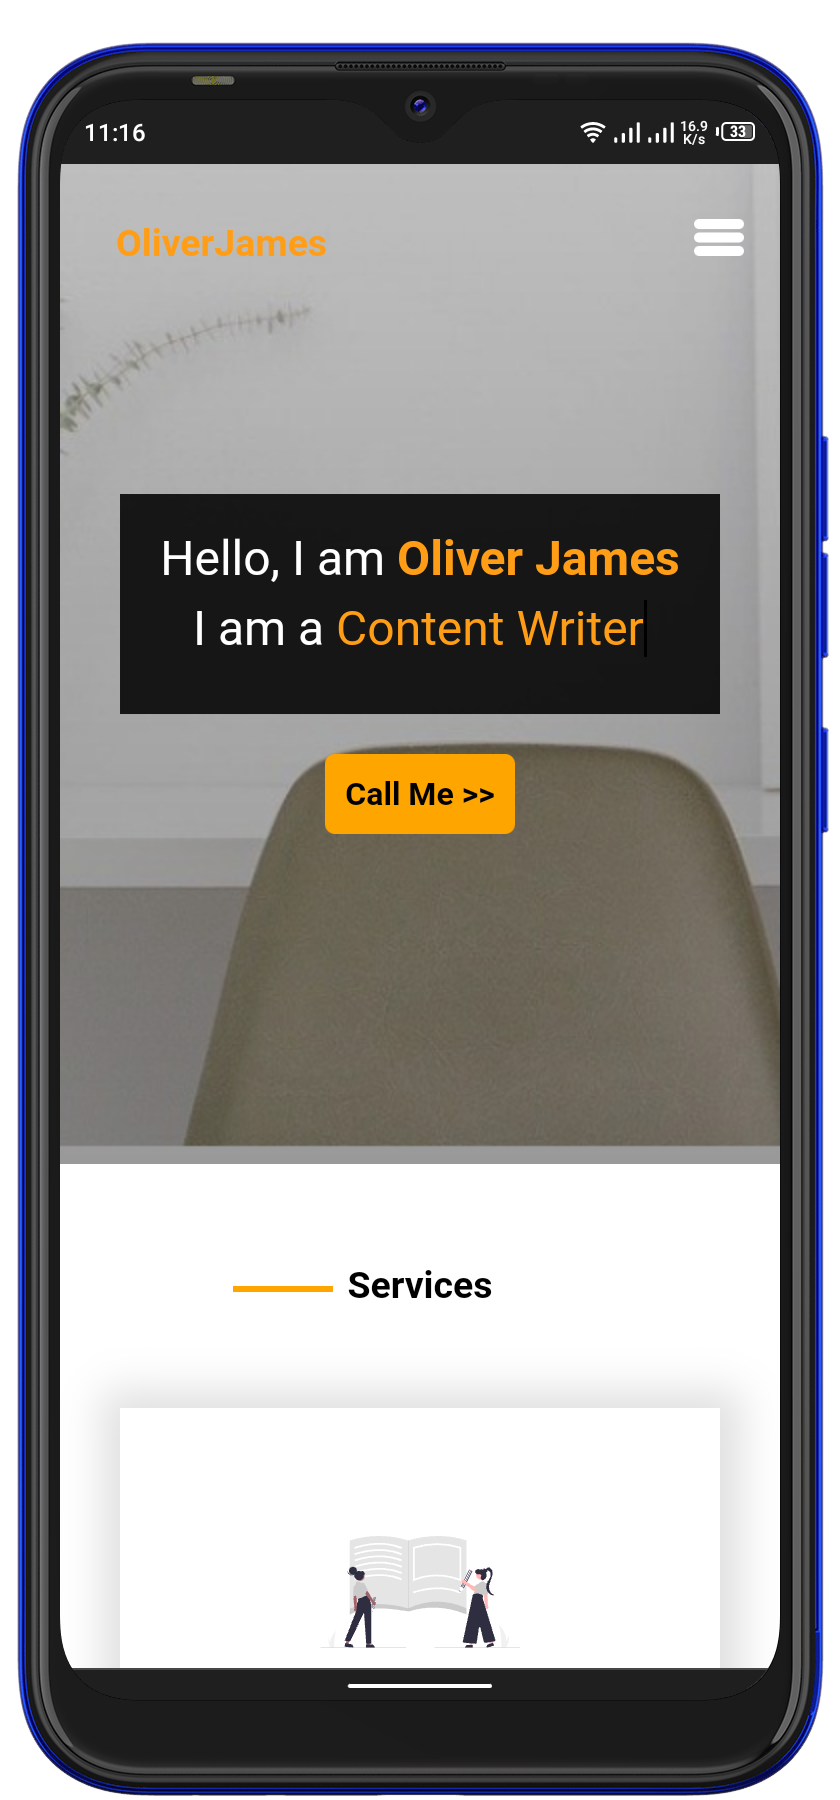 11:16
16.9
K/s
33
OliverJames
Hello, I am Oliver James
I am a Content Writer
Call Me >>
Services